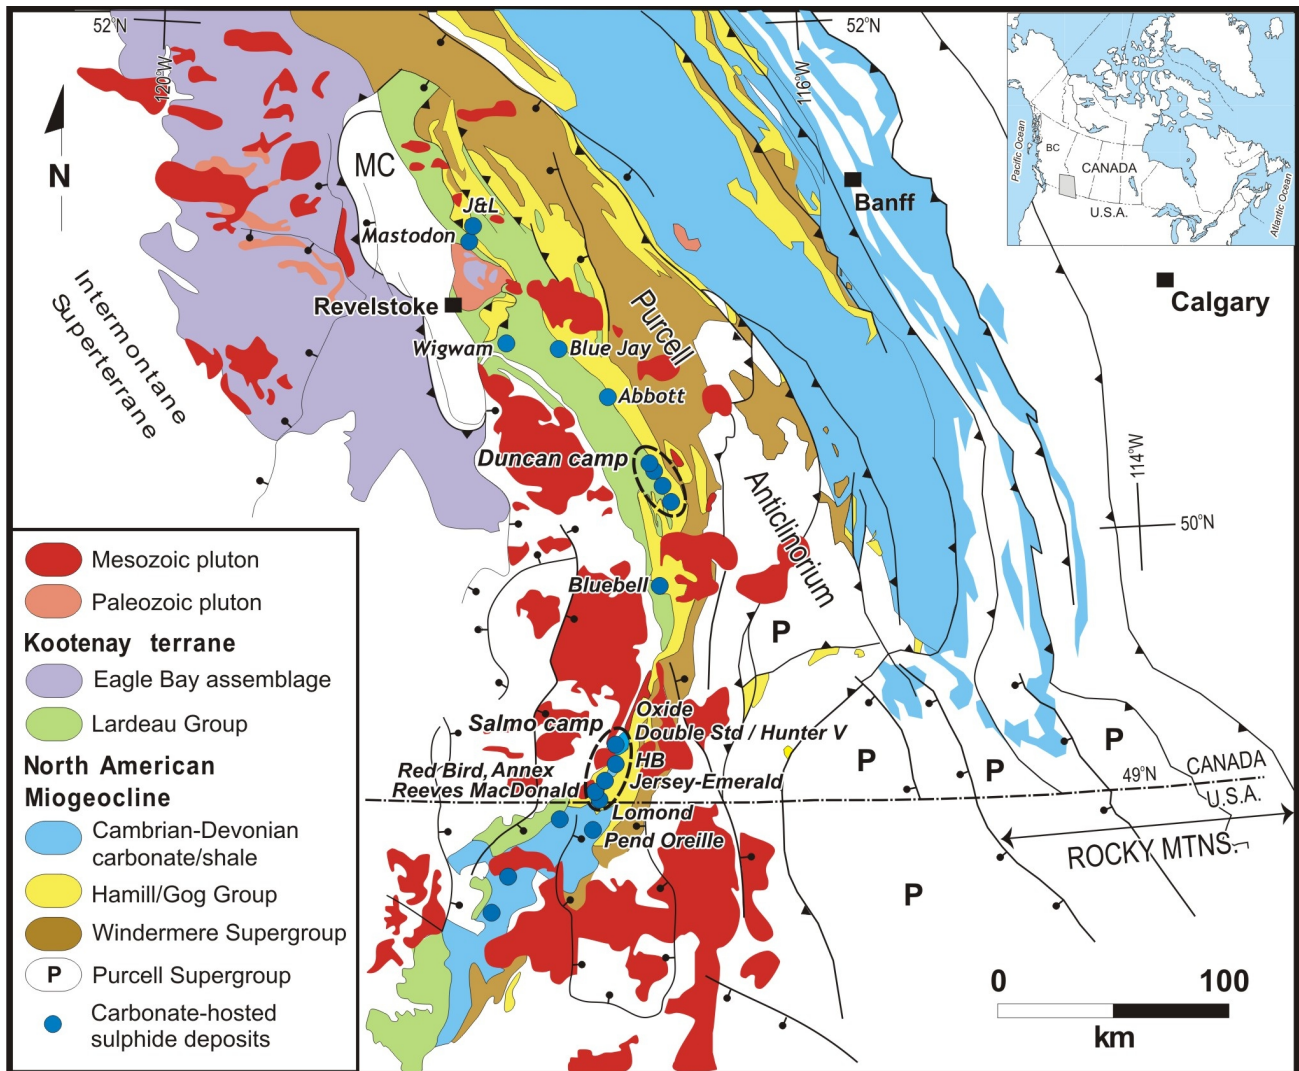 52°N
120°W
116°W
52°N
N
MC
J&L
Mastodon
Revelstoke
Wigwam
Blue Jay
Abbott
Purcell
Anticlinorium
Banff
Calgary
Pacific Ocean
BC
CANADA
U.S.A.
Atlantic Ocean
Intermontane
Superterrane
Duncan camp
114°W
50°N
Bluebell
P
Oxide
Salmo camp
Double Std / Hunter V
HB
Red Bird, Annex
Jersey-Emerald
Reeves MacDonald
Lomond
Pend Oreille
P
P
P
49°N
CANADA
U.S.A.
ROCKY MTNS.
P
Mesozoic pluton
Paleozoic pluton
Kootenay terrane
Eagle Bay assemblage
Lardeau Group
North American
Miogeocline
Cambrian-Devonian
carbonate/shale
Hamill/Gog Group
Windermere Supergroup
P Purcell Supergroup
Carbonate-hosted
sulphide deposits
0 100
km